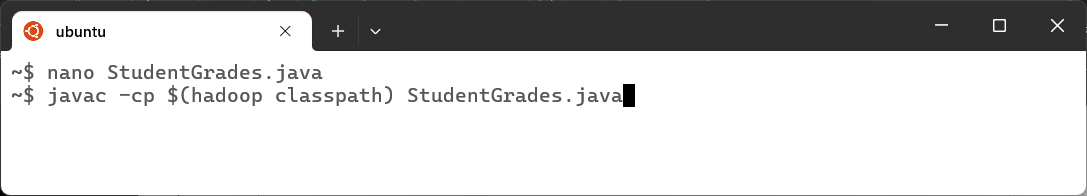 ubuntu
~$ nano StudentGrades.java
~$ javac -cp $(hadoop classpath) StudentGrades.java